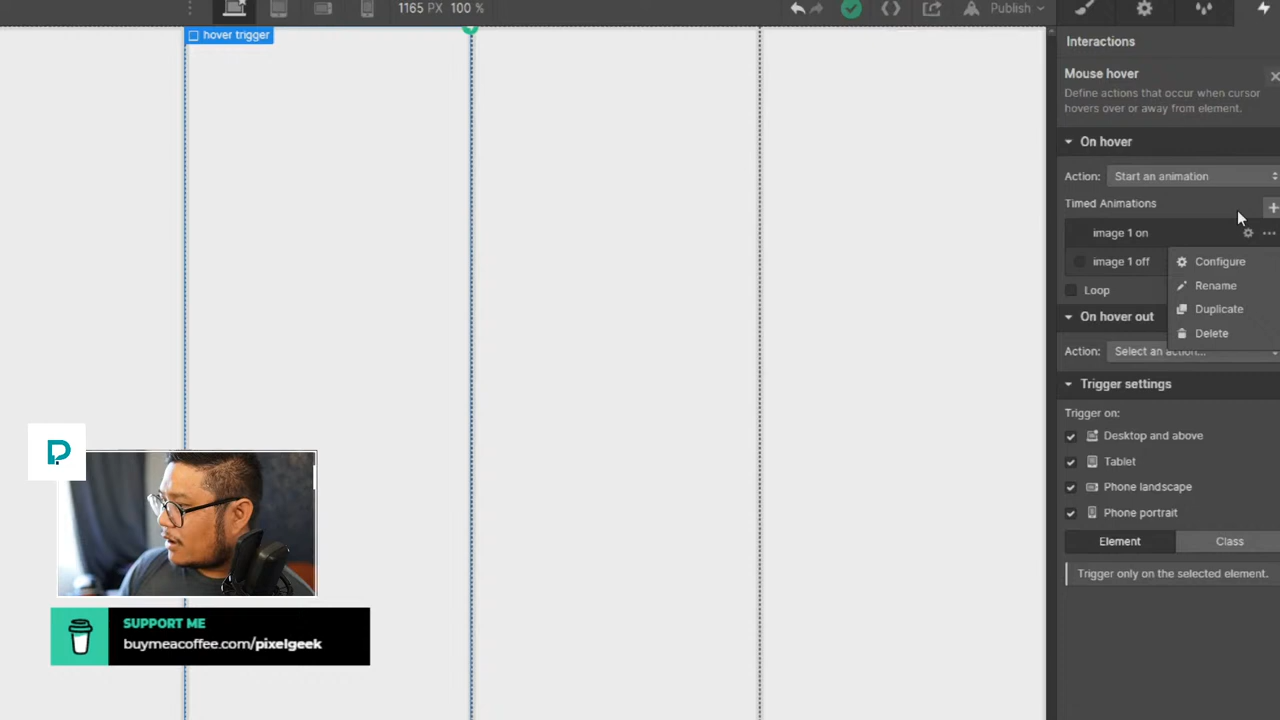 1165 PX 100 %
Publish
hover trigger
Interactions
Mouse hover
Define actions that occur when cursor
hovers over or away from element.
On hover
Action: Start an animation
Timed Animations
image 1 on
image 1 off
Configure
Rename
Duplicate
Delete
Loop
On hover out
Action: Select an action...
Trigger settings
Trigger on:
Desktop and above
Tablet
Phone landscape
Phone portrait
Element Class
Trigger only on the selected element.
SUPPORT ME
buymeacoffee.com/pixelgeek